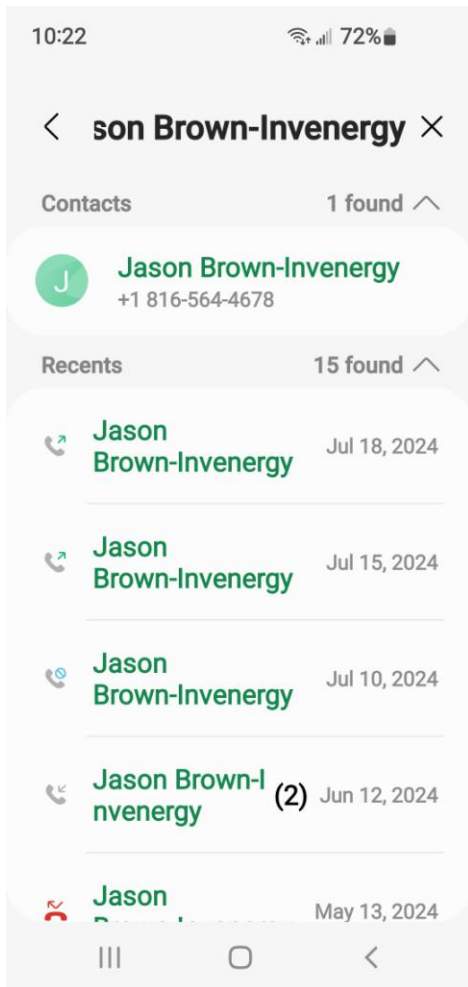 10:22 72%
son Brown-Invenergy
Contacts 1 found
J
Jason Brown-Invenergy
+1 816-564-4678
Recents 15 found
Jason
Brown-Invenergy Jul 18, 2024
Jason
Brown-Invenergy Jul 15, 2024
Jason
Brown-Invenergy Jul 10, 2024
Jason Brown-I
nvenergy (2) Jun 12, 2024
Jason
May 13, 2024